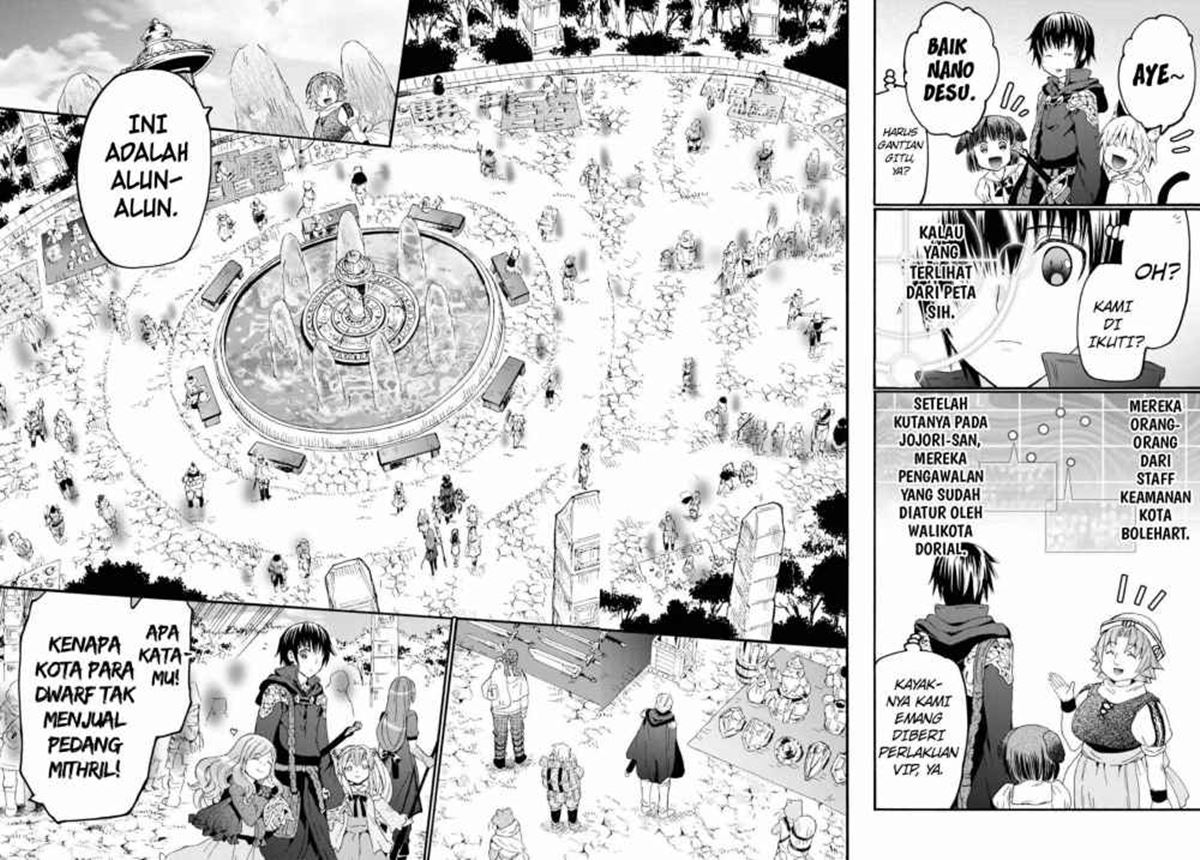 AYE~
BAIK
NANO
DESU.
HARUS
GANTIAN
GITU,
YA?
OH?
KAMI
DI
IKUTI?
KALAU
YANG
TERLIHAT
DARI PETA
SIH.
MEREKA
ORANG-
ORANG
DARI
STAFF
KEAMANAN
KOTA
BOLEHART.
SETELAH
KUTANYA PADA
JOJORI-SAN,
MEREKA
PENGAWALAN
YANG SUDAH
DIATUR OLEH
WALIKOTA
DORIAL.
KAYAK-
NYA KAMI
EMANG
DIBERI
PERLAKUAN
VIP, YA.
INI
ADALAH
ALUN-
ALUN.
APA
KATA-
MU!
KENAPA
KOTA PARA
DWARF TAK
MENJUAL
PEDANG
MITHRIL!